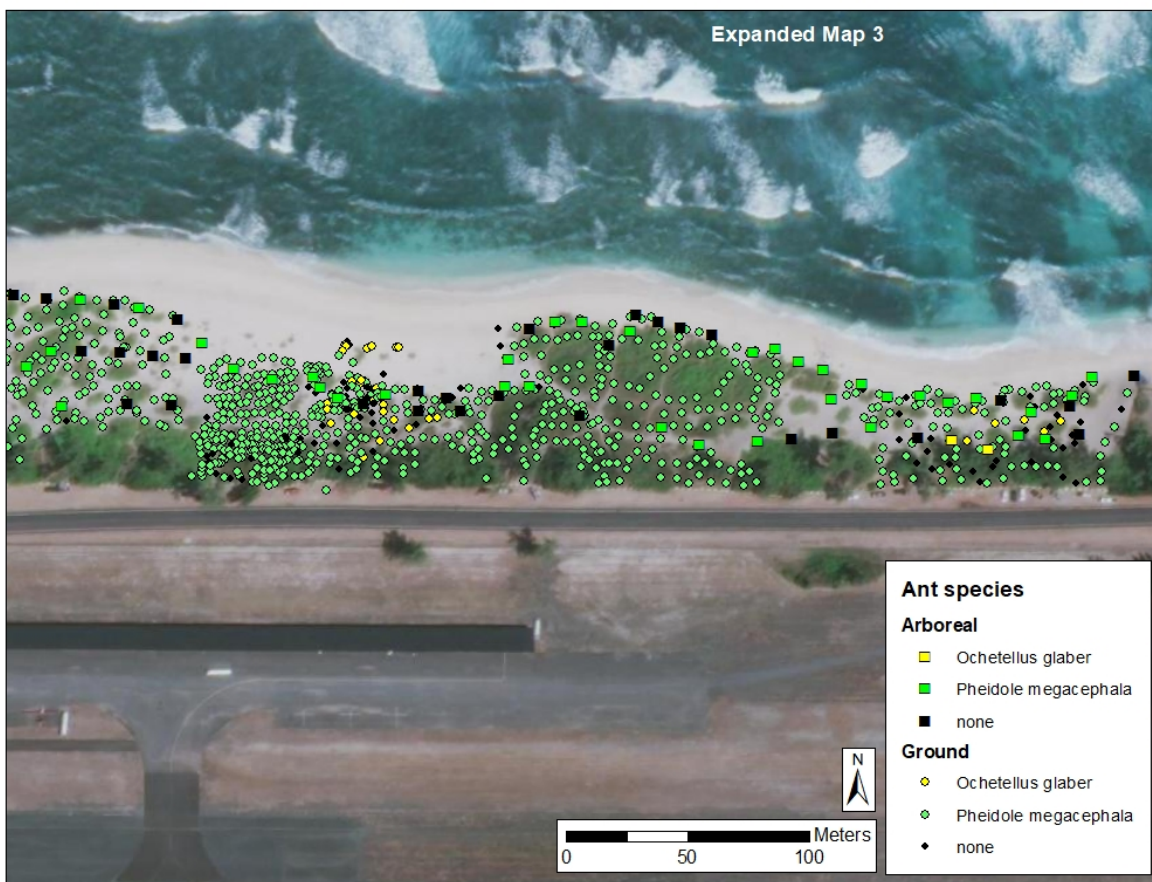 Expanded Map 3
Ant species
Arboreal
Ochetellus glaber
Pheidole megacephala
none
Ground
Ochetellus glaber
Pheidole megacephala
none
N
Meters
0 50 100